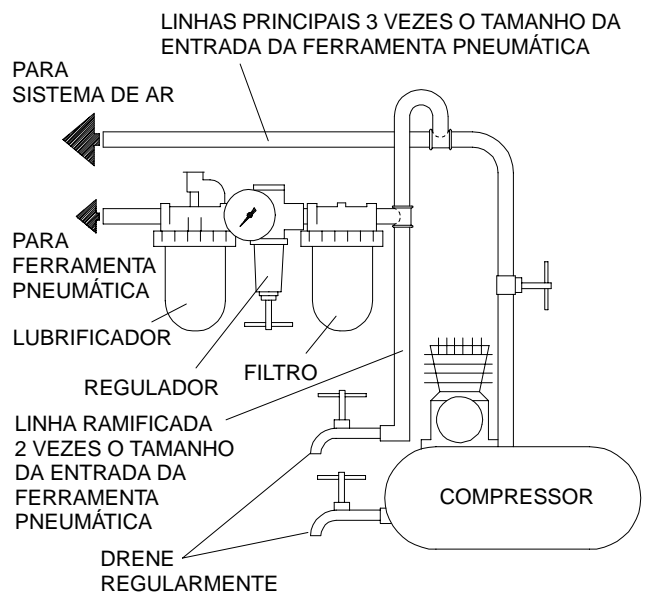 LINHAS PRINCIPAIS 3 VEZES O TAMANHO DA
ENTRADA DA FERRAMENTA PNEUMÁTICA
PARA
SISTEMA DE AR
PARA
FERRAMENTA
PNEUMÁTICA
LUBRIFICADOR
REGULADOR
FILTRO
LINHA RAMIFICADA
2 VEZES O TAMANHO
DA ENTRADA DA
FERRAMENTA
PNEUMÁTICA
COMPRESSOR
DRENE
REGULARMENTE